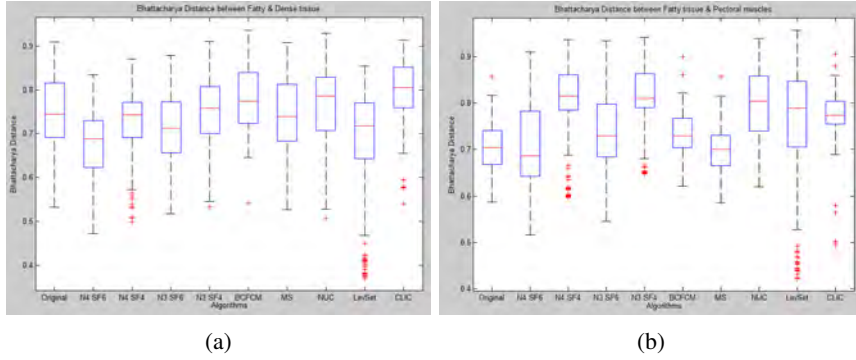 Bhattacharya Distance between Fatty & Dense tissue
Bhattacharya Distance
0.9
0.8
0.7
0.6
0.5
0.4
Original N4 SF6 N4 SF4 N3 SF6 N3 SF4 BCFCM MS NUC LevSet CLIC
Algorithms
(a)
Bhattacharya Distance between Fatty tissue & Pectoral muscles
Bhattacharya Distance
0.9
0.8
0.7
0.6
0.5
0.4
Original N4 SF6 N4 SF4 N3 SF6 N3 SF4 BCFCM MS NUC LevSet CLIC
Algorithms
(b)